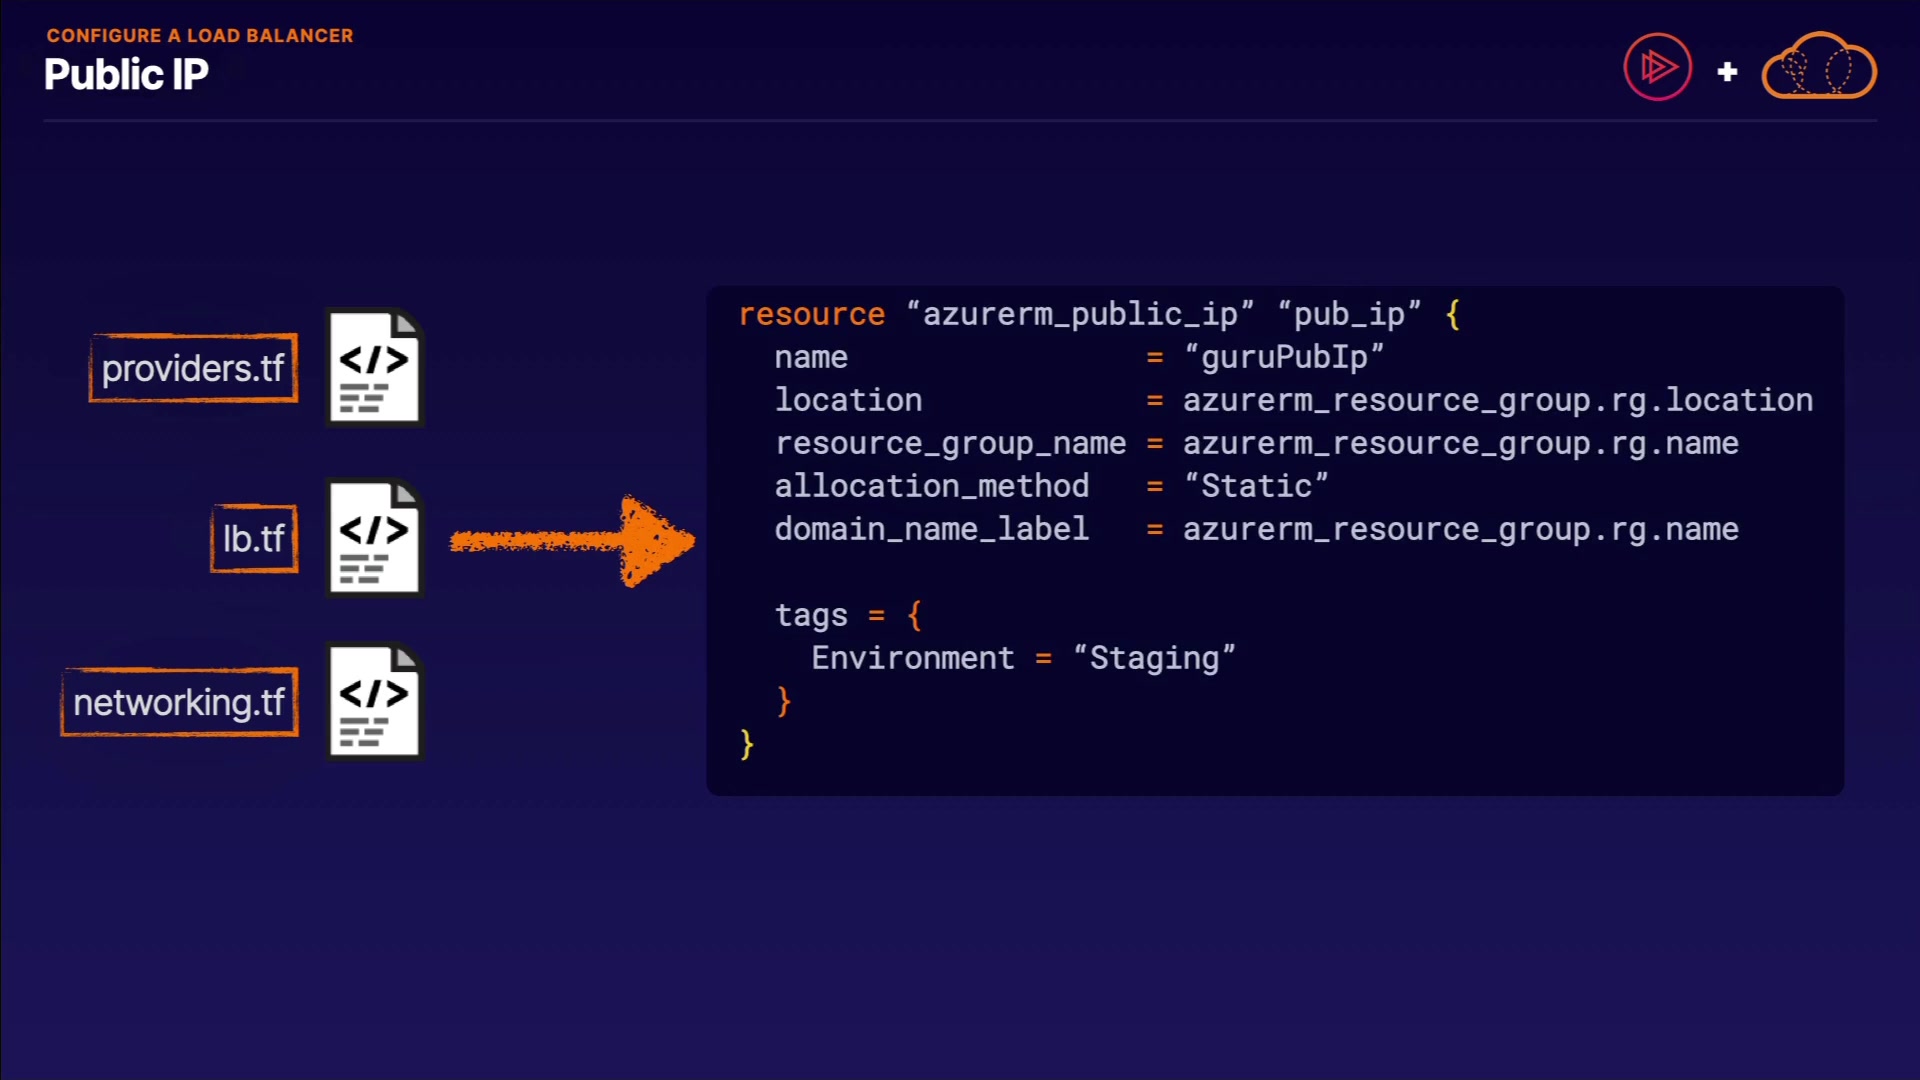 CONFIGURE A LOAD BALANCER
Public IP
+
providers.tf
</>
lb.tf
</>
networking.tf
</>
resource “azurerm_public_ip” “pub_ip” {
  name                = “guruPubIp”
  location            = azurerm_resource_group.rg.location
  resource_group_name = azurerm_resource_group.rg.name
  allocation_method   = “Static”
  domain_name_label   = azurerm_resource_group.rg.name

  tags = {
    Environment = “Staging”
  }
}